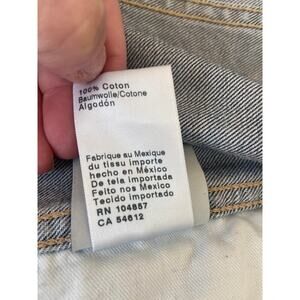 100% Coton
Baumwolle/Cotone
Algodón
Fabrique au Mexique
du tissu importe
hecho en México
De tela importada
Feito nos Mexico
Tecido importado
RN 104857
CA 54612